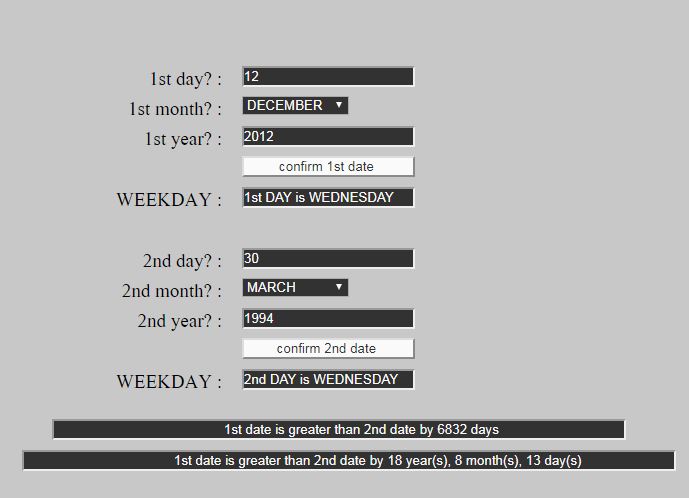 1st day? : 12
1st month? : DECEMBER
1st year? : 2012
confirm 1st date
WEEKDAY : 1st DAY is WEDNESDAY
2nd day? : 30
2nd month? : MARCH
2nd year? : 1994
confirm 2nd date
WEEKDAY : 2nd DAY is WEDNESDAY
1st date is greater than 2nd date by 6832 days
1st date is greater than 2nd date by 18 year(s), 8 month(s), 13 day(s)